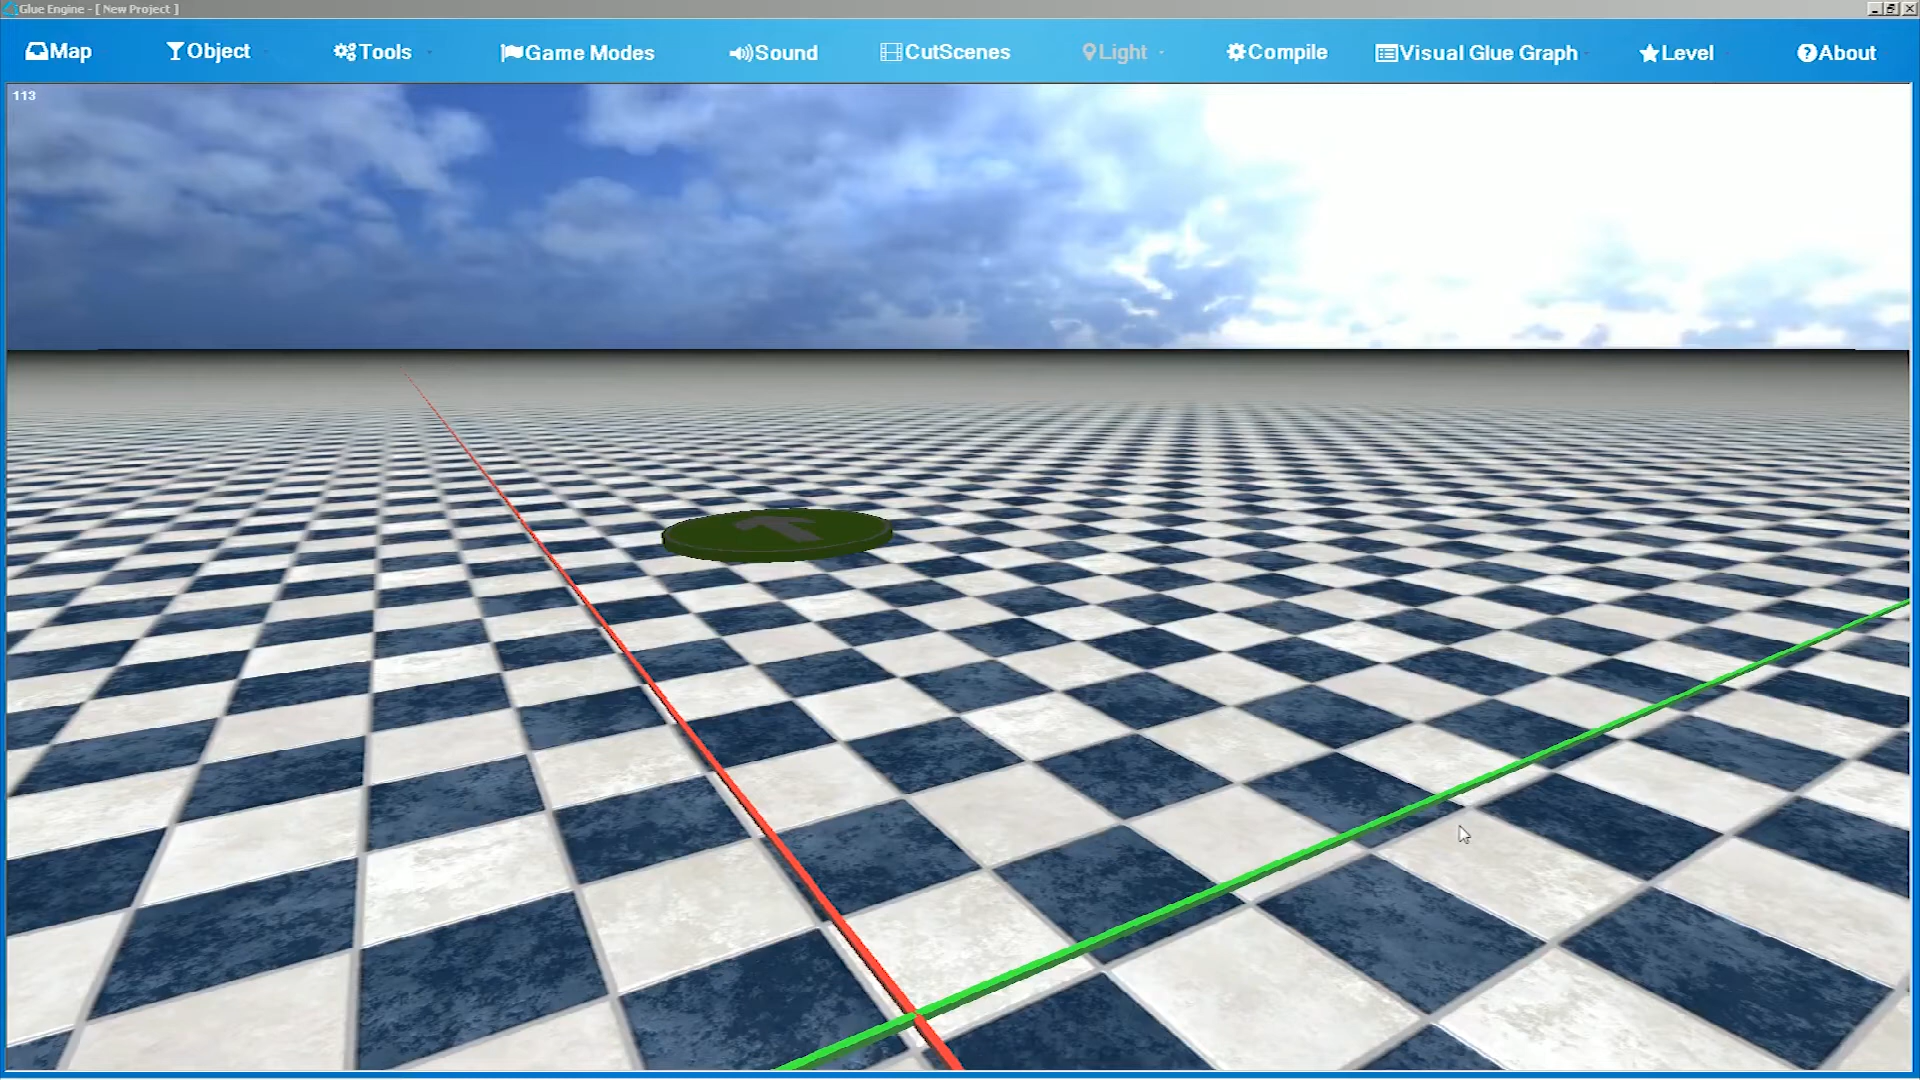 Glue Engine - [ New Project ]
Map Object Tools Game Modes Sound CutScenes Light Compile Visual Glue Graph Level About
113